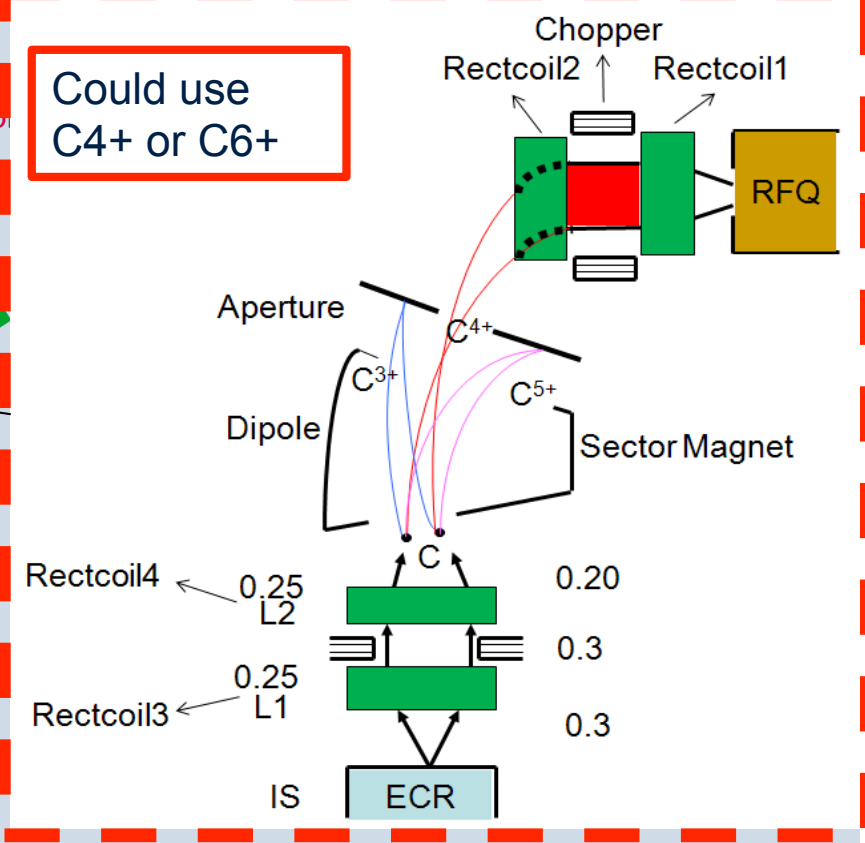 Chopper
Rectcoil2
Rectcoil1
Could use
C4+ or C6+
RFQ
Aperture
C4+
C3+
C5+
Dipole
Sector Magnet
C
Rectcoil4
0.25
L2
0.20
0.3
0.25
L1
Rectcoil3
0.3
IS
ECR